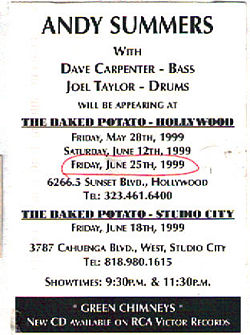 ANDY SUMMERS
WITH
DAVE CARPENTER - BASS
JOEL TAYLOR - DRUMS
WILL BE APPEARING AT
THE BAKED POTATO - HOLLYWOOD
FRIDAY, MAY 28TH, 1999
SATURDAY, JUNE 12TH, 1999
FRIDAY, JUNE 25TH, 1999
6266.5 SUNSET BLVD., HOLLYWOOD
TEL: 323.461.6400
THE BAKED POTATO - STUDIO CITY
FRIDAY, JUNE 18TH, 1999
3787 CAHUENGA BLVD., WEST, STUDIO CITY
TEL: 818.980.1615
SHOWTIMES: 9:30P.M. & 11:30P.M.
" GREEN CHIMNEYS "
NEW CD AVAILABLE ON RCA VICTOR RECORDS